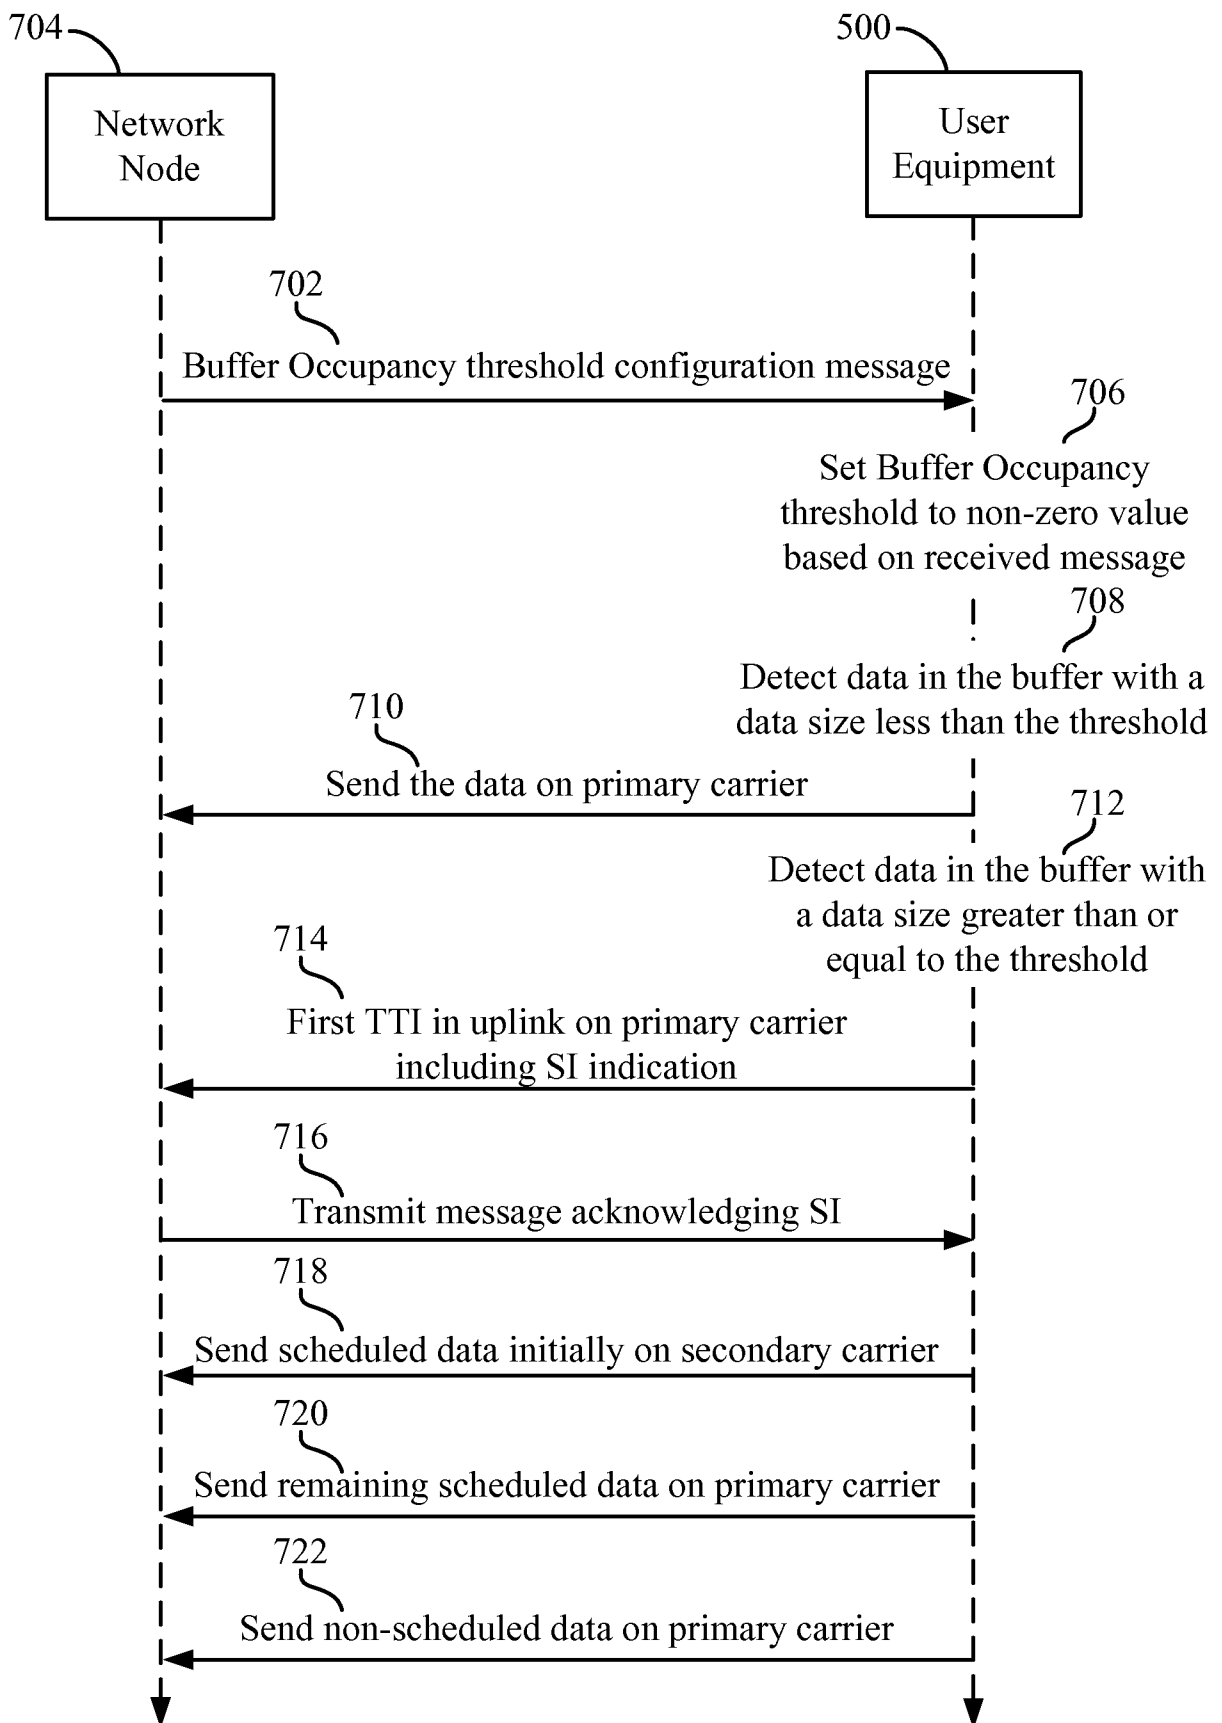 704
500
Network
Node
User
Equipment
702
Buffer Occupancy threshold configuration message
706
Set Buffer Occupancy
threshold to non-zero value
based on received message
708
Detect data in the buffer with a
data size less than the threshold
710
Send the data on primary carrier
712
Detect data in the buffer with
a data size greater than or
equal to the threshold
714
First TTI in uplink on primary carrier
including SI indication
716
Transmit message acknowledging SI
718
Send scheduled data initially on secondary carrier
720
Send remaining scheduled data on primary carrier
722
Send non-scheduled data on primary carrier